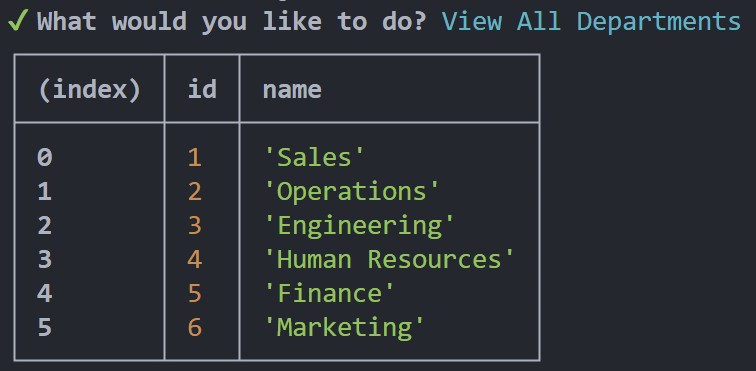 ✓ What would you like to do? View All Departments
(index) id name
0 1 'Sales'
1 2 'Operations'
2 3 'Engineering'
3 4 'Human Resources'
4 5 'Finance'
5 6 'Marketing'